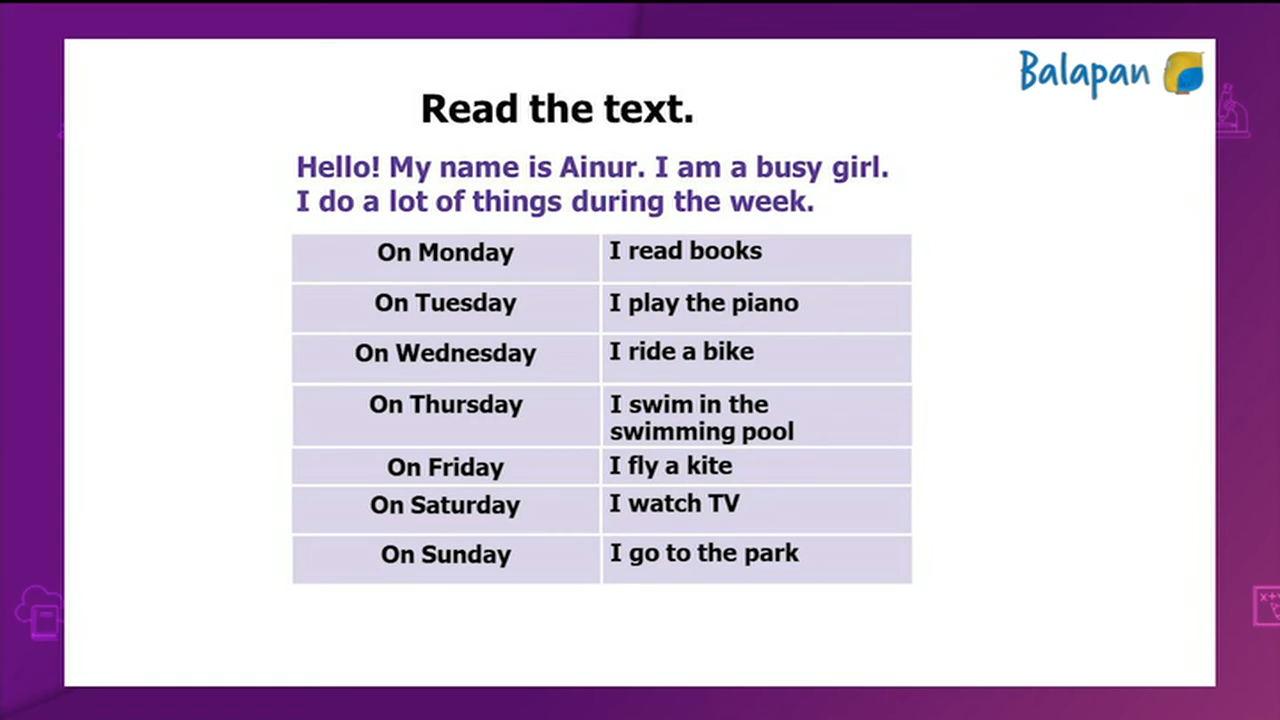 Balapan
Read the text.
Hello! My name is Ainur. I am a busy girl.
I do a lot of things during the week.
On Monday I read books
On Tuesday I play the piano
On Wednesday I ride a bike
On Thursday I swim in the
swimming pool
On Friday I fly a kite
On Saturday I watch TV
On Sunday I go to the park